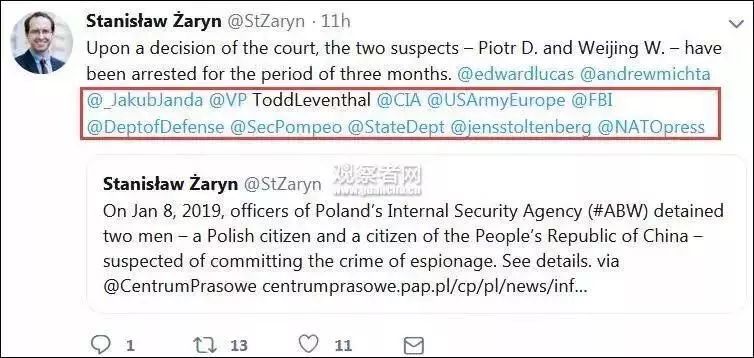 Stanisław Żaryn @StZaryn · 11h
Upon a decision of the court, the two suspects – Piotr D. and Weijing W. – have
been arrested for the period of three months. @edwardlucas @andrewmichta
@_JakubJanda @VP ToddLeventhal @CIA @USArmyEurope @FBI
@DeptofDefense @SecPompeo @StateDept @jensstoltenberg @NATOpress
观察者网
www.guancha.cn
Stanisław Żaryn @StZaryn
On Jan 8, 2019, officers of Poland's Internal Security Agency (#ABW) detained
two men – a Polish citizen and a citizen of the People's Republic of China –
suspected of committing the crime of espionage. See details. via
@CentrumPrasowe centrumprasowe.pap.pl/cp/pl/news/inf...
1 13 11